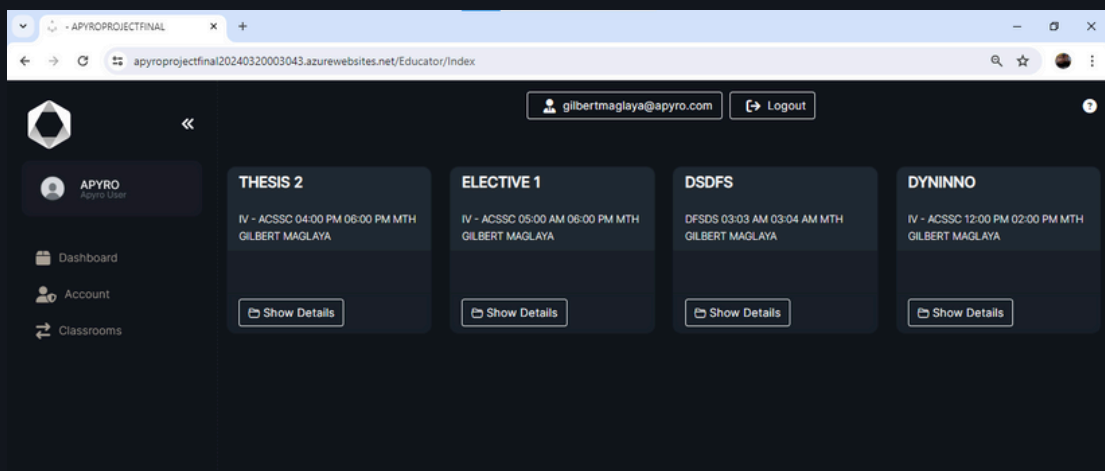 - APYROPROJECTFINAL
apyroprojectfinal20240320003043.azurewebsites.net/Educator/Index
gilbertmaglaya@apyro.com
Logout
APYRO
Apyro User
Dashboard
Account
Classrooms
THESIS 2
IV - ACSSC 04:00 PM 06:00 PM MTH
GILBERT MAGLAYA
Show Details
ELECTIVE 1
IV - ACSSC 05:00 AM 06:00 PM MTH
GILBERT MAGLAYA
Show Details
DSDFS
DFSDS 03:03 AM 03:04 AM MTH
GILBERT MAGLAYA
Show Details
DYNINNO
IV - ACSSC 12:00 PM 02:00 PM MTH
GILBERT MAGLAYA
Show Details